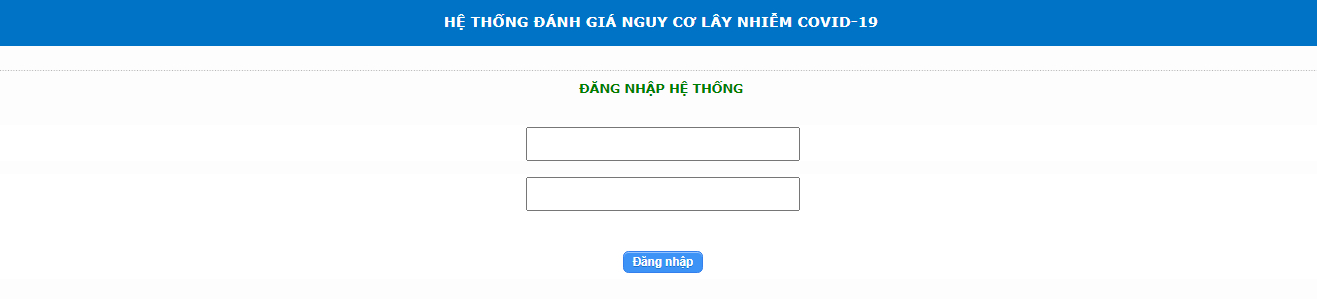 HỆ THỐNG ĐÁNH GIÁ NGUY CƠ LÂY NHIỄM COVID-19
ĐĂNG NHẬP HỆ THỐNG
Đăng nhập